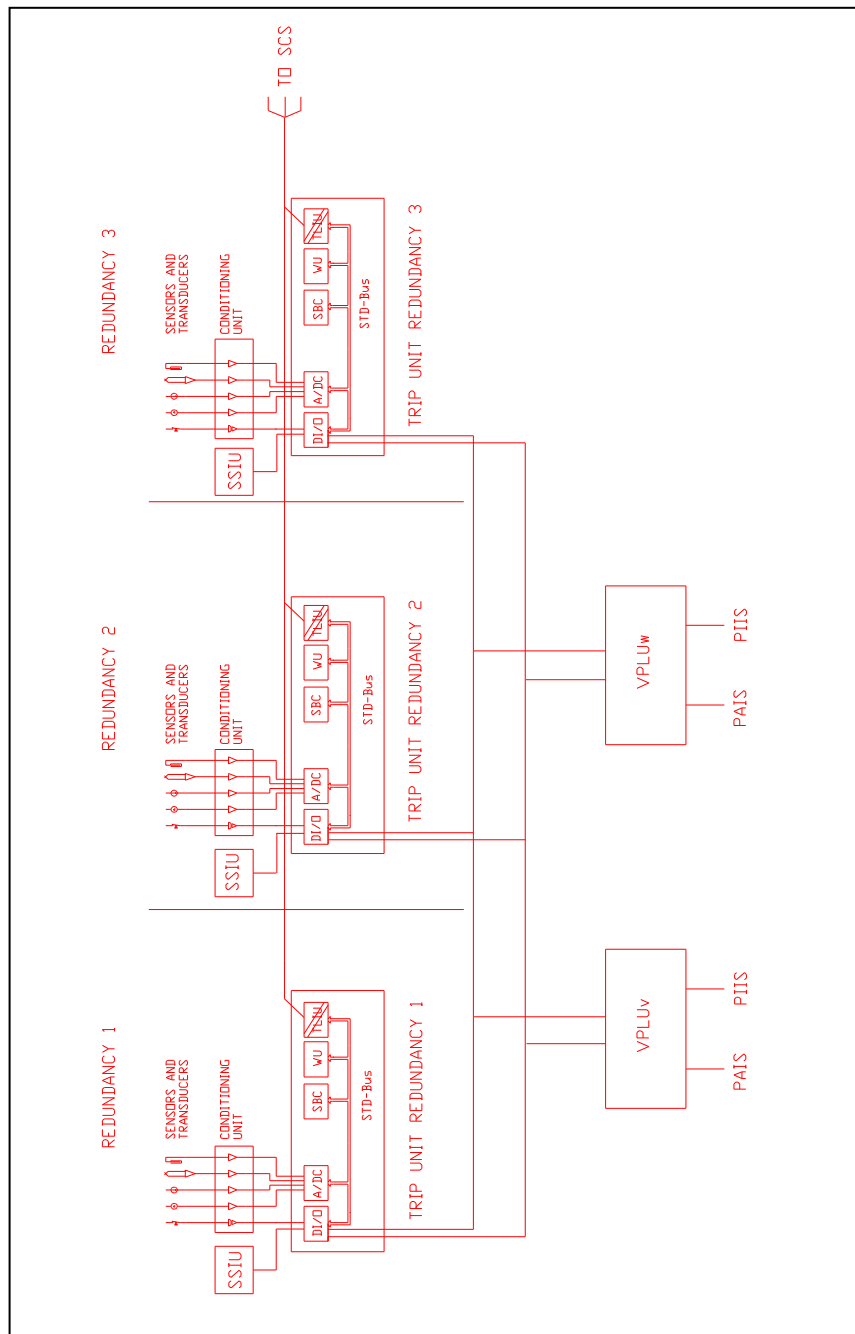 REDUNDANCY 1
REDUNDANCY 2
REDUNDANCY 3
SENSORS AND
TRANSDUCERS
SENSORS AND
TRANSDUCERS
SENSORS AND
TRANSDUCERS
CONDITIONING
UNIT
CONDITIONING
UNIT
CONDITIONING
UNIT
SSIU
SSIU
SSIU
TO SCS
DI/O
A/DC
SBC
WU
TLIU
DI/O
A/DC
SBC
WU
TLIU
DI/O
A/DC
SBC
WU
TLIU
STD-Bus
STD-Bus
STD-Bus
TRIP UNIT REDUNDANCY 1
TRIP UNIT REDUNDANCY 2
TRIP UNIT REDUNDANCY 3
VPLUv
VPLUw
PAIS
PIIS
PAIS
PIIS